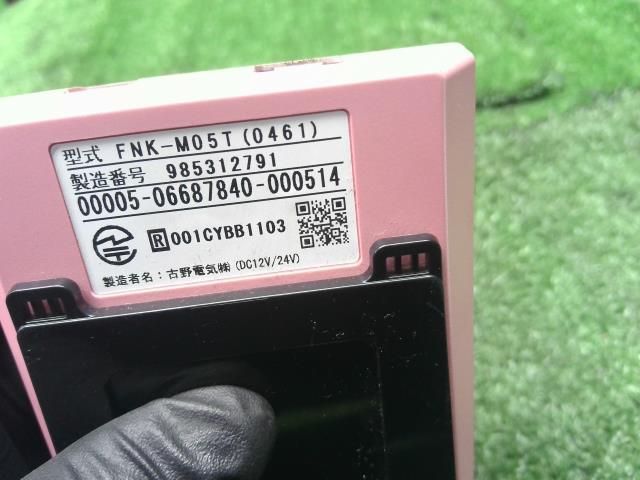 型式 FNK-M05T(0461)
製造番号 985312791
00005-06687840-000514
R 001CYBB1103
製造者名：古野電気㈱ (DC12V/24V)